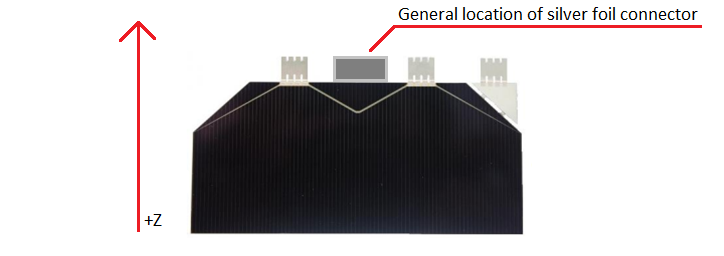 General location of silver foil connector
+Z